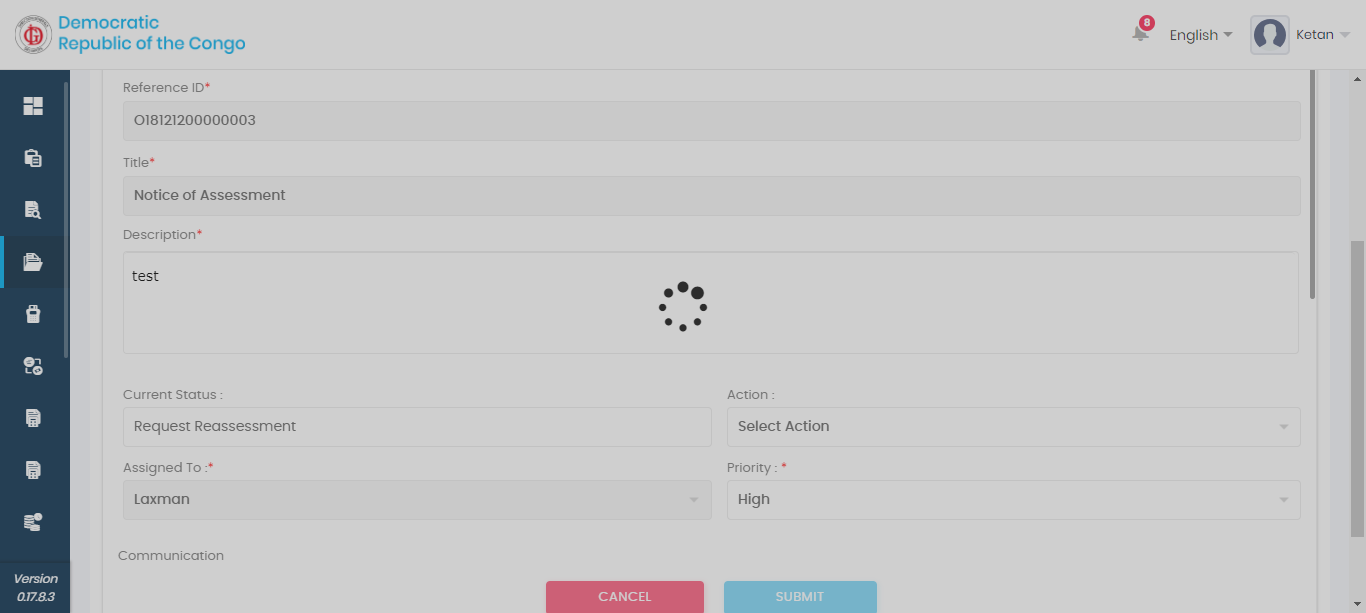 Democratic
Republic of the Congo
8
English
Ketan
Reference ID*
O18121200000003
Title*
Notice of Assessment
Description*
test
Current Status :
Action :
Request Reassessment
Select Action
Assigned To :*
Priority : *
Laxman
High
Communication
CANCEL
SUBMIT
Version
0.17.8.3